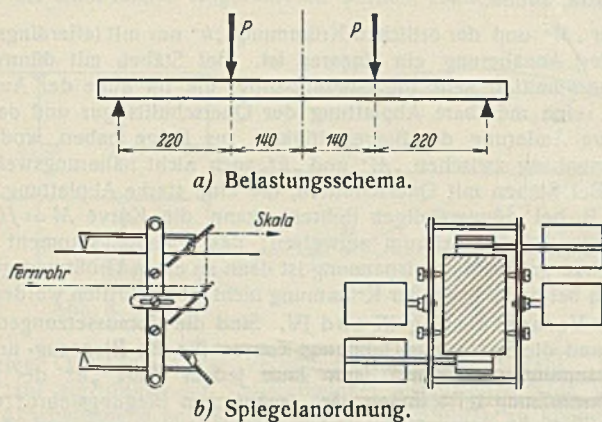 P P
220 140 140 220
a) Belastungsschema.
Skala
Fernrohr
b) Spiegelanordnung.